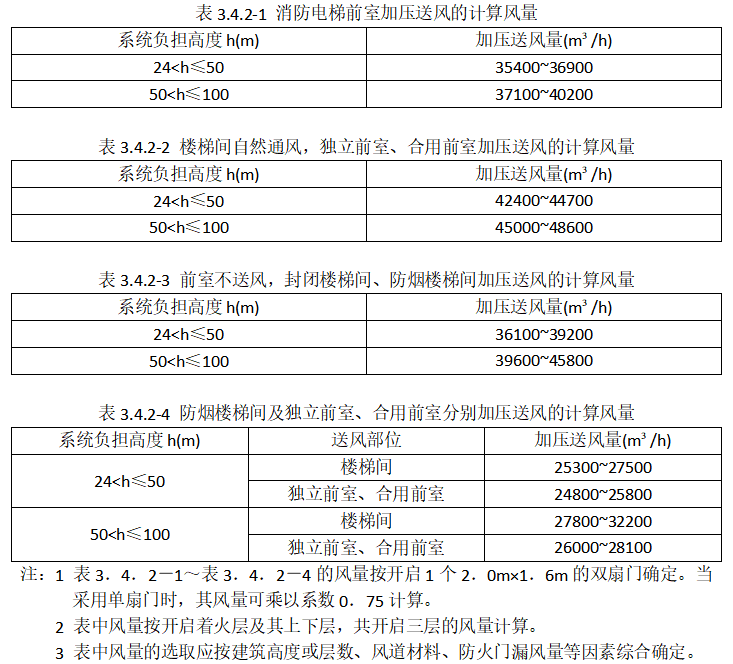 表 3.4.2-1 消防电梯前室加压送风的计算风量
系统负担高度 h(m) 加压送风量(m³ /h)
24<h≤50 35400~36900
50<h≤100 37100~40200
表 3.4.2-2 楼梯间自然通风，独立前室、合用前室加压送风的计算风量
系统负担高度 h(m) 加压送风量(m³ /h)
24<h≤50 42400~44700
50<h≤100 45000~48600
表 3.4.2-3 前室不送风，封闭楼梯间、防烟楼梯间加压送风的计算风量
系统负担高度 h(m) 加压送风量(m³ /h)
24<h≤50 36100~39200
50<h≤100 39600~45800
表 3.4.2-4 防烟楼梯间及独立前室、合用前室分别加压送风的计算风量
系统负担高度 h(m) 送风部位 加压送风量(m³ /h)
24<h≤50 楼梯间 25300~27500
独立前室、合用前室 24800~25800
50<h≤100 楼梯间 27800~32200
独立前室、合用前室 26000~28100
注：1 表 3．4．2－1～表 3．4．2－4 的风量按开启 1 个 2．0m×1．6m 的双扇门确定。当
采用单扇门时，其风量可乘以系数 0．75 计算。
2 表中风量按开启着火层及其上下层，共开启三层的风量计算。
3 表中风量的选取应按建筑高度或层数、风道材料、防火门漏风量等因素综合确定。